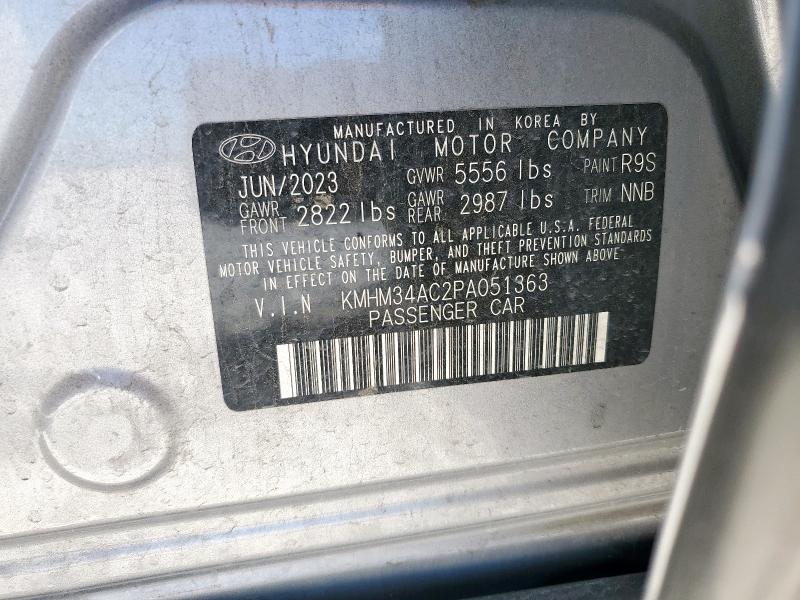 MANUFACTURED IN KOREA BY
HYUNDAI MOTOR COMPANY
JUN/2023 GVWR 5556 lbs PAINT R9S
GAWR FRONT 2822 lbs GAWR REAR 2987 lbs TRIM NNB
THIS VEHICLE CONFORMS TO ALL APPLICABLE U.S.A. FEDERAL
MOTOR VEHICLE SAFETY, BUMPER, AND THEFT PREVENTION STANDARDS
IN EFFECT ON THE DATE OF MANUFACTURE SHOWN ABOVE
V.I.N KMHM34AC2PA051363
PASSENGER CAR